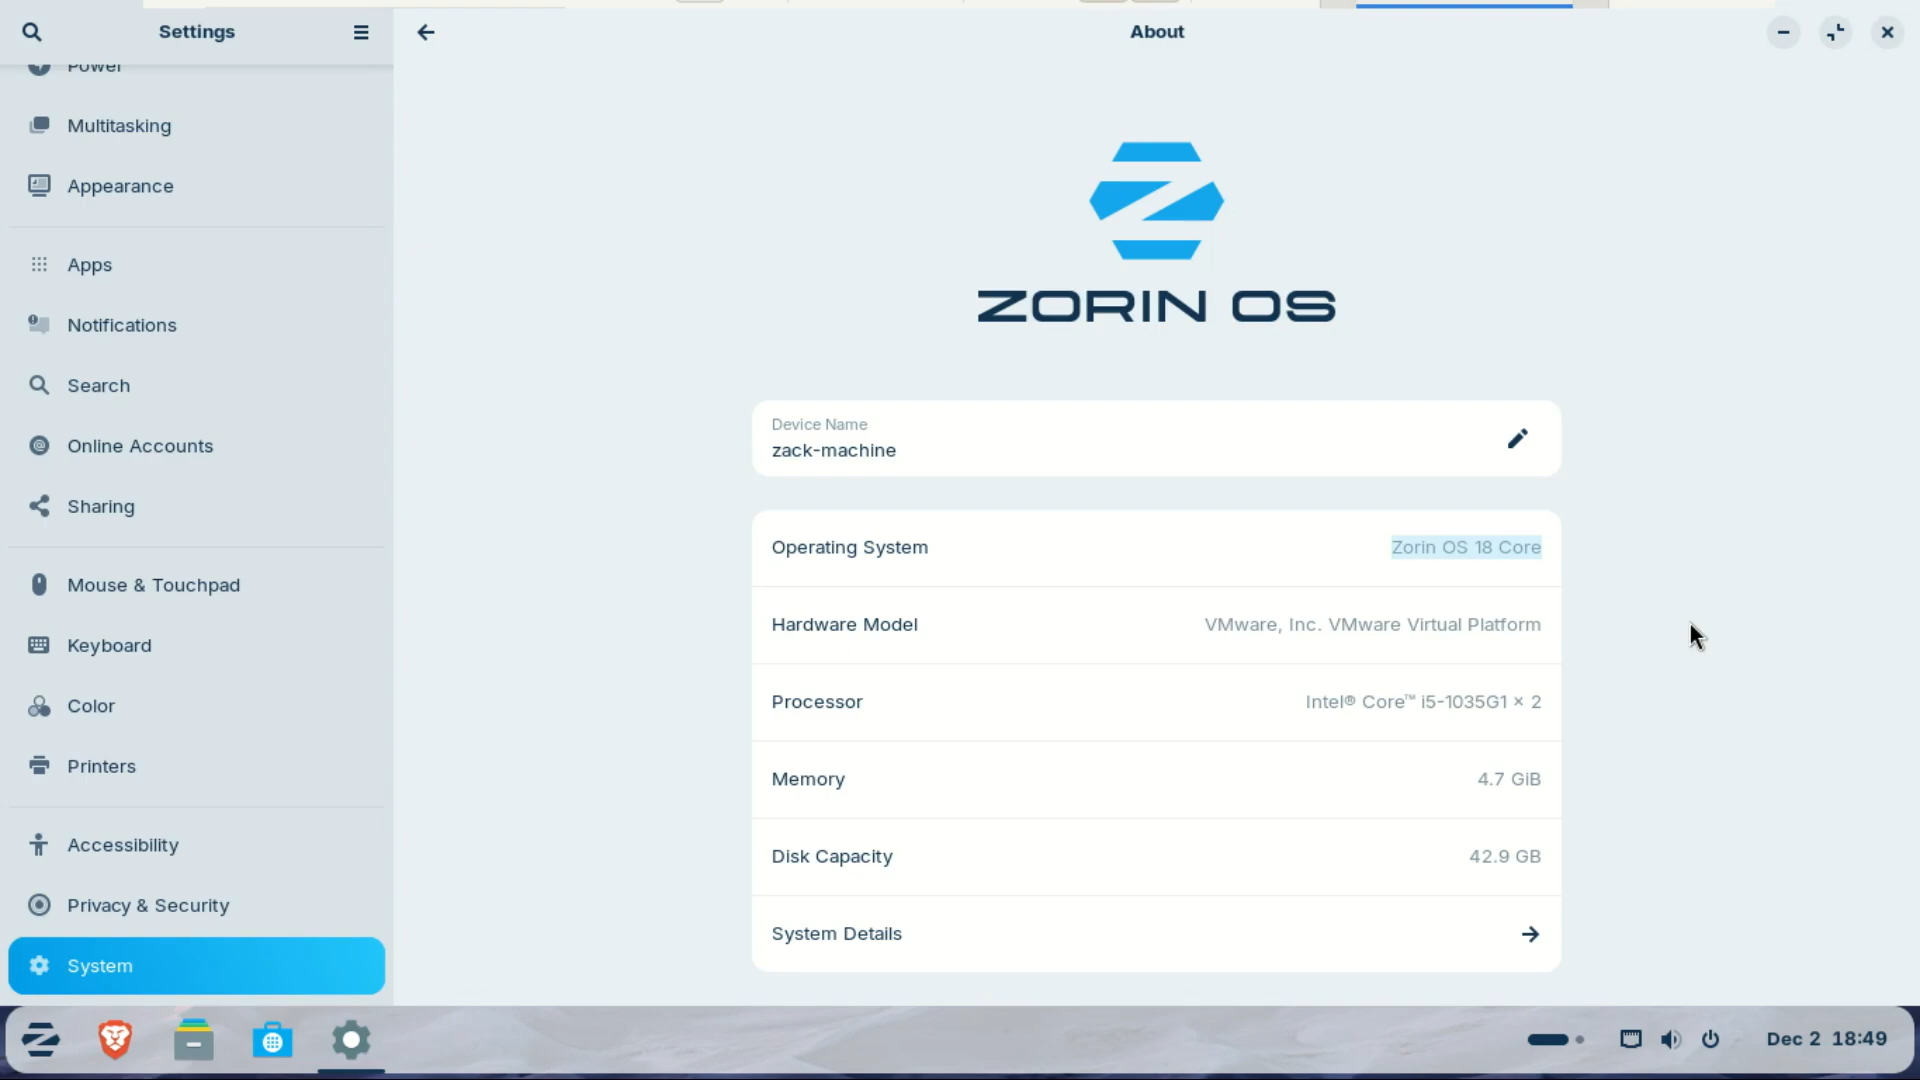 Settings
Power
Multitasking
Appearance
Apps
Notifications
Search
Online Accounts
Sharing
Mouse & Touchpad
Keyboard
Color
Printers
Accessibility
Privacy & Security
System
About
ZORIN OS
Device Name
zack-machine
Operating System Zorin OS 18 Core
Hardware Model VMware, Inc. VMware Virtual Platform
Processor Intel® Core™ i5-1035G1 × 2
Memory 4.7 GiB
Disk Capacity 42.9 GB
System Details
Dec 2 18:49